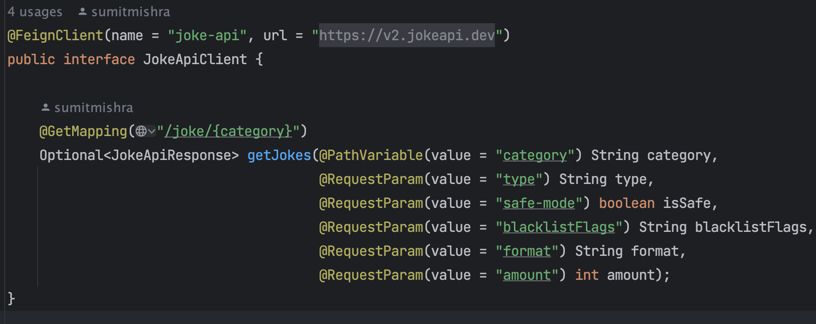 4 usages sumitmishra
@FeignClient(name = "joke-api", url = "https://v2.jokeapi.dev")
public interface JokeApiClient {
sumitmishra
@GetMapping("/joke/{category}")
Optional<JokeApiResponse> getJokes(@PathVariable(value = "category") String category,
@RequestParam(value = "type") String type,
@RequestParam(value = "safe-mode") boolean isSafe,
@RequestParam(value = "blacklistFlags") String blacklistFlags,
@RequestParam(value = "format") String format,
@RequestParam(value = "amount") int amount);
}